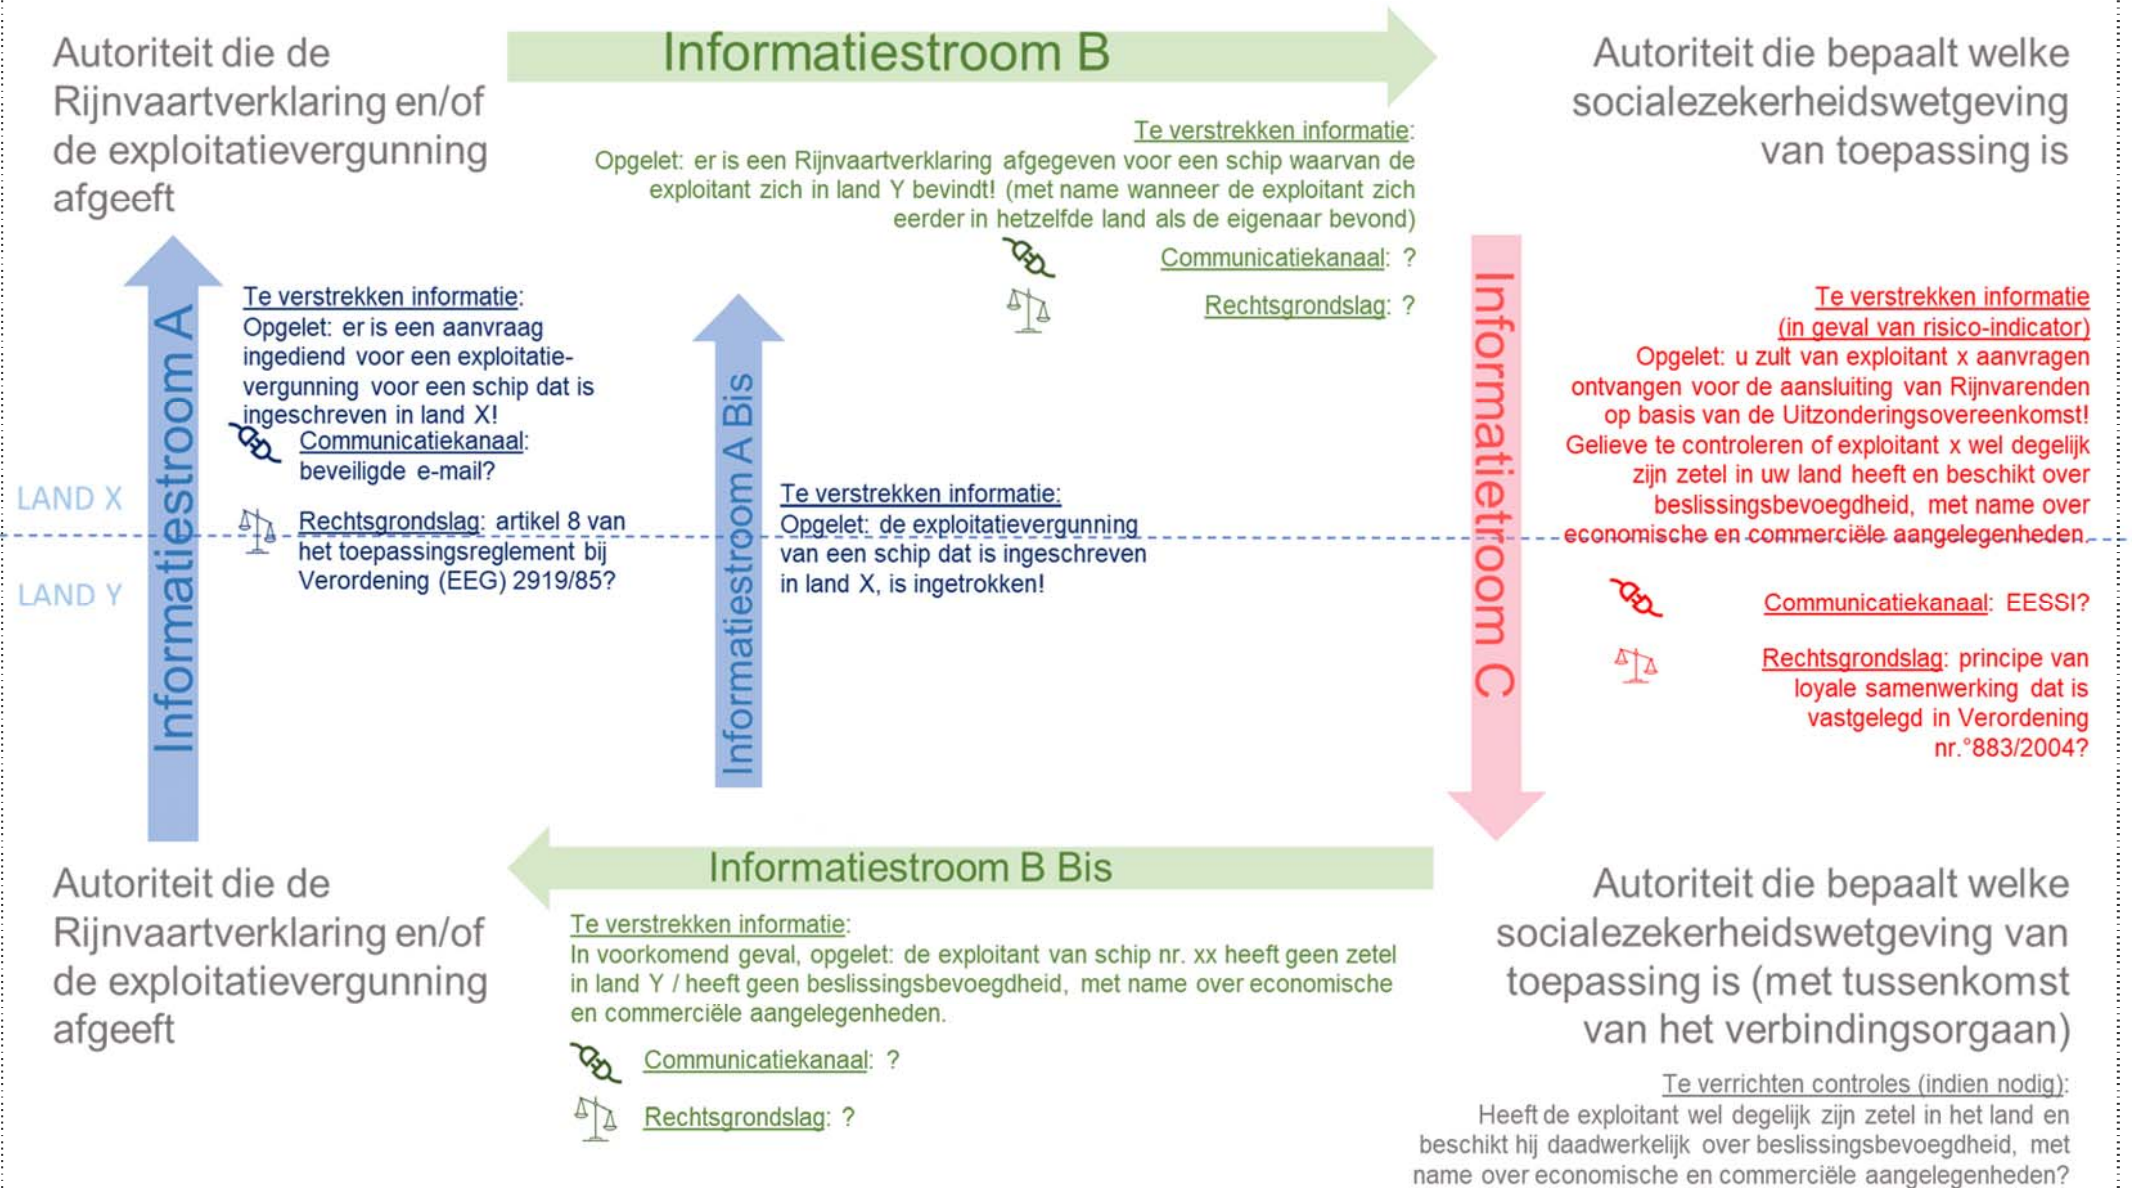 Autoriteit die de
Rijnvaartverklaring en/of
de exploitatievergunning
afgeeft
Informatiestroom B
Autoriteit die bepaalt welke
socialezekerheidswetgeving
van toepassing is
Te verstrekken informatie:
Opgelet: er is een Rijnvaartverklaring afgegeven voor een schip waarvan de
exploitant zich in land Y bevindt! (met name wanneer de exploitant zich
eerder in hetzelfde land als de eigenaar bevond)
Communicatiekanaal: ?
Rechtsgrondslag: ?
Informatiestroom A
Te verstrekken informatie:
Opgelet: er is een aanvraag
ingediend voor een exploitatie-
vergunning voor een schip dat is
ingeschreven in land X!
Communicatiekanaal:
beveiligde e-mail?
Rechtsgrondslag: artikel 8 van
het toepassingsreglement bij
Verordening (EEG) 2919/85?
LAND X
LAND Y
Informatiestroom A Bis
Te verstrekken informatie:
Opgelet: de exploitatievergunning
van een schip dat is ingeschreven
in land X, is ingetrokken!
Informatietroom C
Te verstrekken informatie
(in geval van risico-indicator)
Opgelet: u zult van exploitant x aanvragen
ontvangen voor de aansluiting van Rijnvarenden
op basis van de Uitzonderingsovereenkomst!
Gelieve te controleren of exploitant x wel degelijk
zijn zetel in uw land heeft en beschikt over
beslissingsbevoegdheid, met name over
economische en commerciële aangelegenheden.
Communicatiekanaal: EESSI?
Rechtsgrondslag: principe van
loyale samenwerking dat is
vastgelegd in Verordening
nr.°883/2004?
Autoriteit die de
Rijnvaartverklaring en/of
de exploitatievergunning
afgeeft
Informatiestroom B Bis
Te verstrekken informatie:
In voorkomend geval, opgelet: de exploitant van schip nr. xx heeft geen zetel
in land Y / heeft geen beslissingsbevoegdheid, met name over economische
en commerciële aangelegenheden.
Communicatiekanaal: ?
Rechtsgrondslag: ?
Autoriteit die bepaalt welke
socialezekerheidswetgeving van
toepassing is (met tussenkomst
van het verbindingsorgaan)
Te verrichten controles (indien nodig):
Heeft de exploitant wel degelijk zijn zetel in het land en
beschikt hij daadwerkelijk over beslissingsbevoegdheid, met
name over economische en commerciële aangelegenheden?